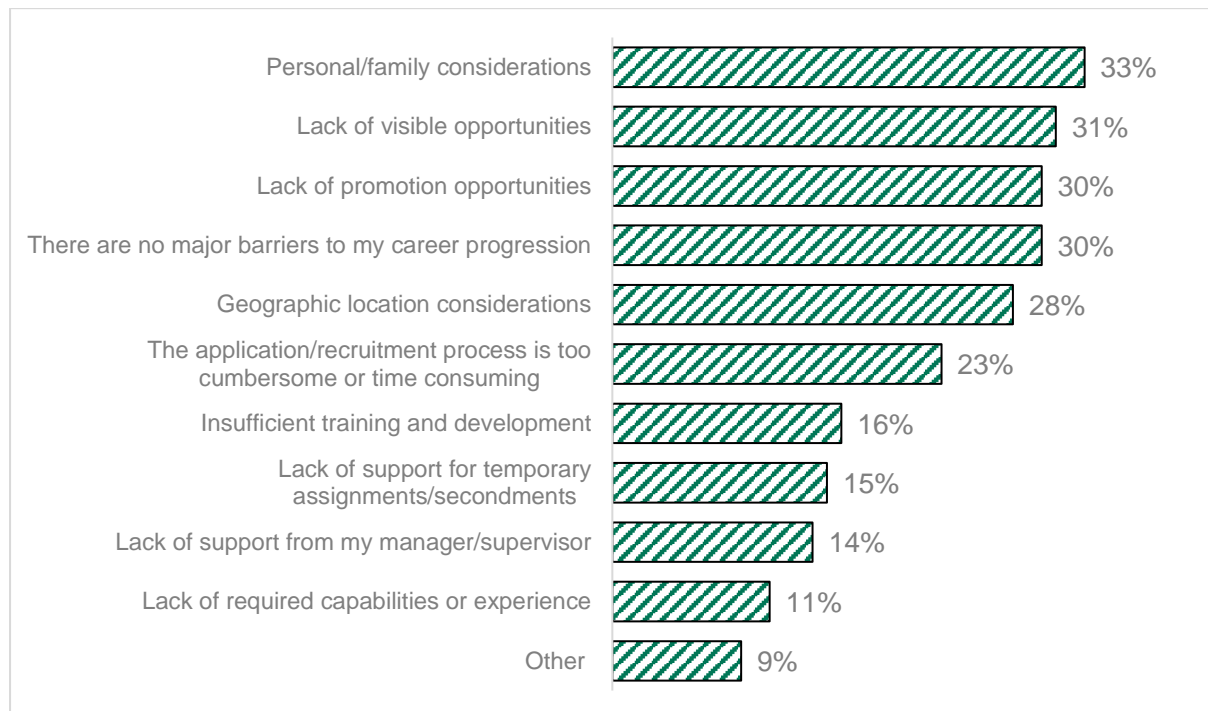 Personal/family considerations 33%
Lack of visible opportunities 31%
Lack of promotion opportunities 30%
There are no major barriers to my career progression 30%
Geographic location considerations 28%
The application/recruitment process is too
cumbersome or time consuming 23%
Insufficient training and development 16%
Lack of support for temporary
assignments/secondments 15%
Lack of support from my manager/supervisor 14%
Lack of required capabilities or experience 11%
Other 9%